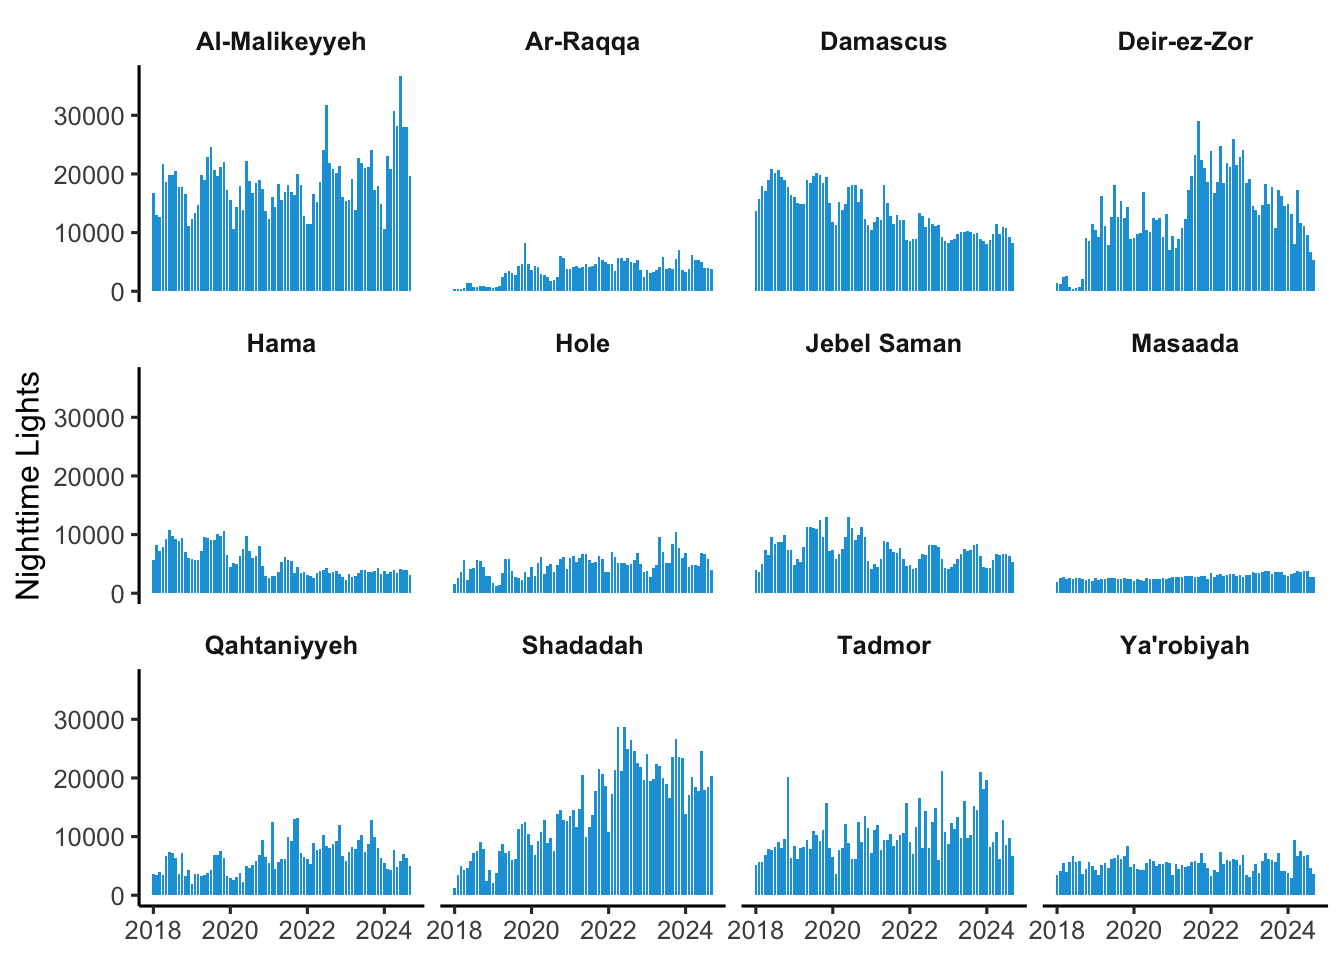 Al-Malikeyyeh
Ar-Raqqa
Damascus
Deir-ez-Zor
30000
20000
10000
0
Hama
Hole
Jebel Saman
Masaada
Nighttime Lights
30000
20000
10000
0
Qahtaniyyeh
Shadadah
Tadmor
Ya'robiyah
30000
20000
10000
0
2018 2020 2022 2024
2018 2020 2022 2024
2018 2020 2022 2024
2018 2020 2022 2024